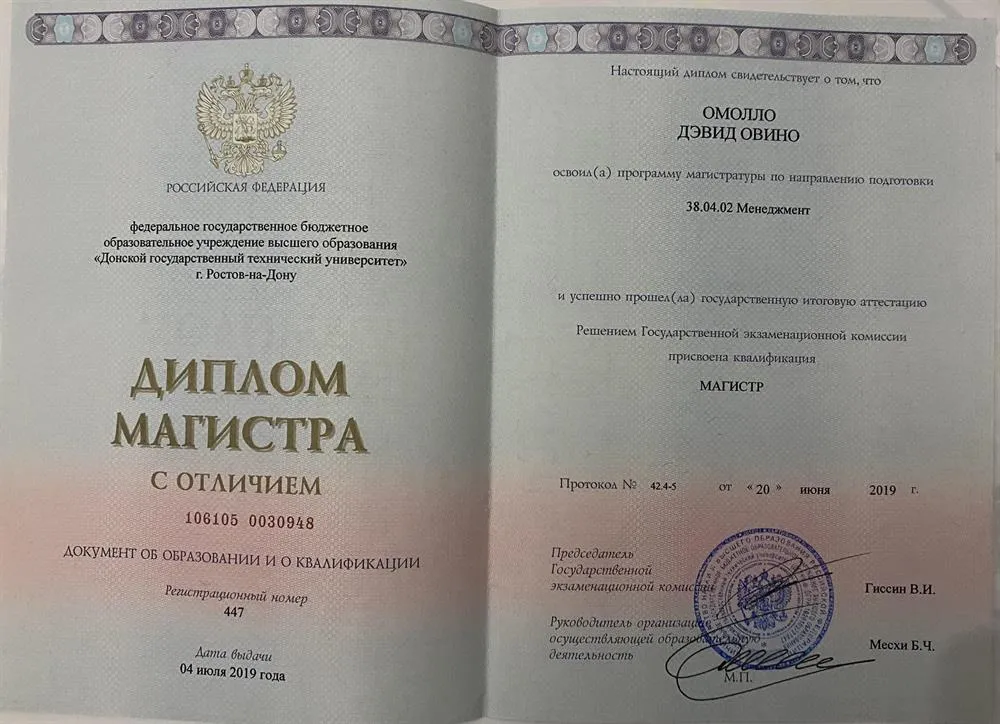 РОССИЙСКАЯ ФЕДЕРАЦИЯ
федеральное государственное бюджетное
образовательное учреждение высшего образования
«Донской государственный технический университет»
г. Ростов-на-Дону
ДИПЛОМ
МАГИСТРА
С ОТЛИЧИЕМ
106105 0030948
ДОКУМЕНТ ОБ ОБРАЗОВАНИИ И О КВАЛИФИКАЦИИ
Регистрационный номер
447
Дата выдачи
04 июля 2019 года
Настоящий диплом свидетельствует о том, что
ОМОЛЛО
ДЭВИД ОВИНО
освоил(а) программу магистратуры по направлению подготовки
38.04.02 Менеджмент
и успешно прошел(ла) государственную итоговую аттестацию
Решением Государственной экзаменационной комиссии
присвоена квалификация
МАГИСТР
Протокол № 42.4-5 от «20» июня 2019 г.
Председатель
Государственной
экзаменационной комиссии Гиссин В.И.
Руководитель организации,
осуществляющей образовательную
деятельность Месхи Б.Ч.
М.П.